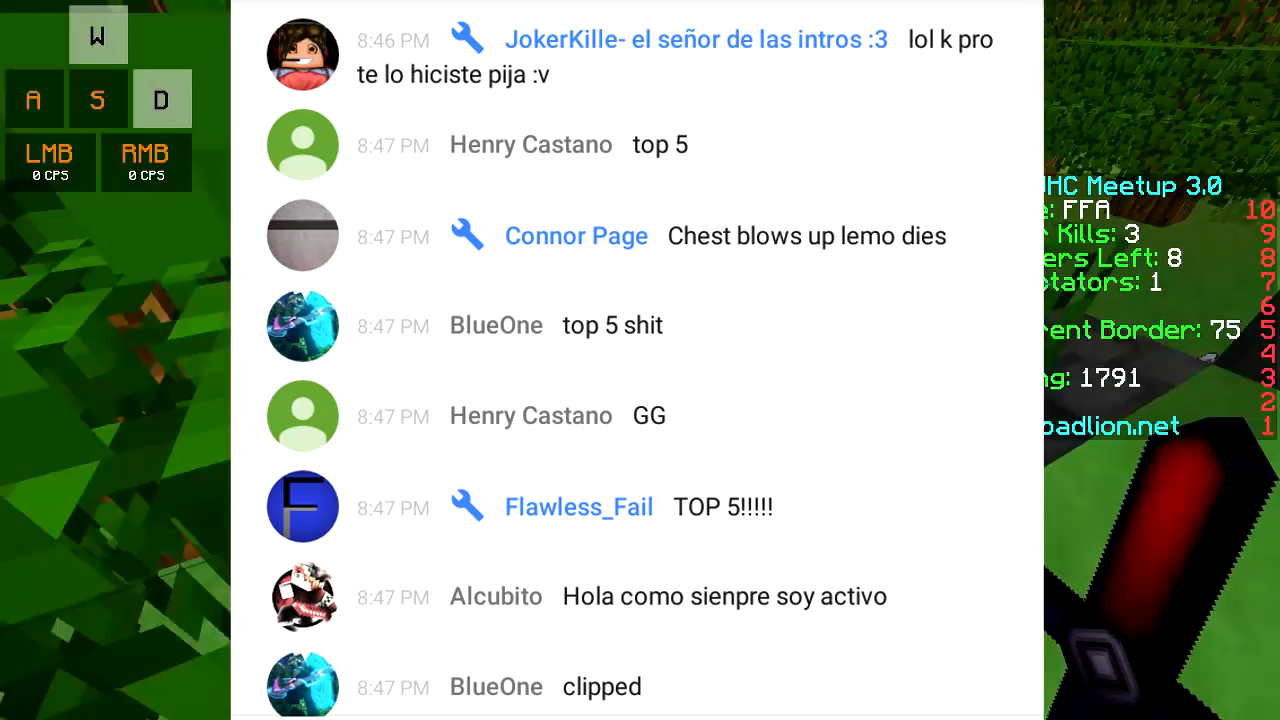 W
A S D
LMB RMB
0 CPS 0 CPS
8:46 PM JokerKille- el señor de las intros :3 lol k pro
te lo hiciste pija :v
8:47 PM Henry Castano top 5
8:47 PM Connor Page Chest blows up lemo dies
8:47 PM BlueOne top 5 shit
8:47 PM Henry Castano GG
8:47 PM Flawless_Fail TOP 5!!!!!
8:47 PM Alcubito Hola como sienpre soy activo
8:47 PM BlueOne clipped
HC Meetup 3.0
e: FFA 10
r Kills: 3 9
ers Left: 8 8
ctators: 1 7
6
rent Border: 75 5
4
ng: 1791 3
2
badlion.net 1